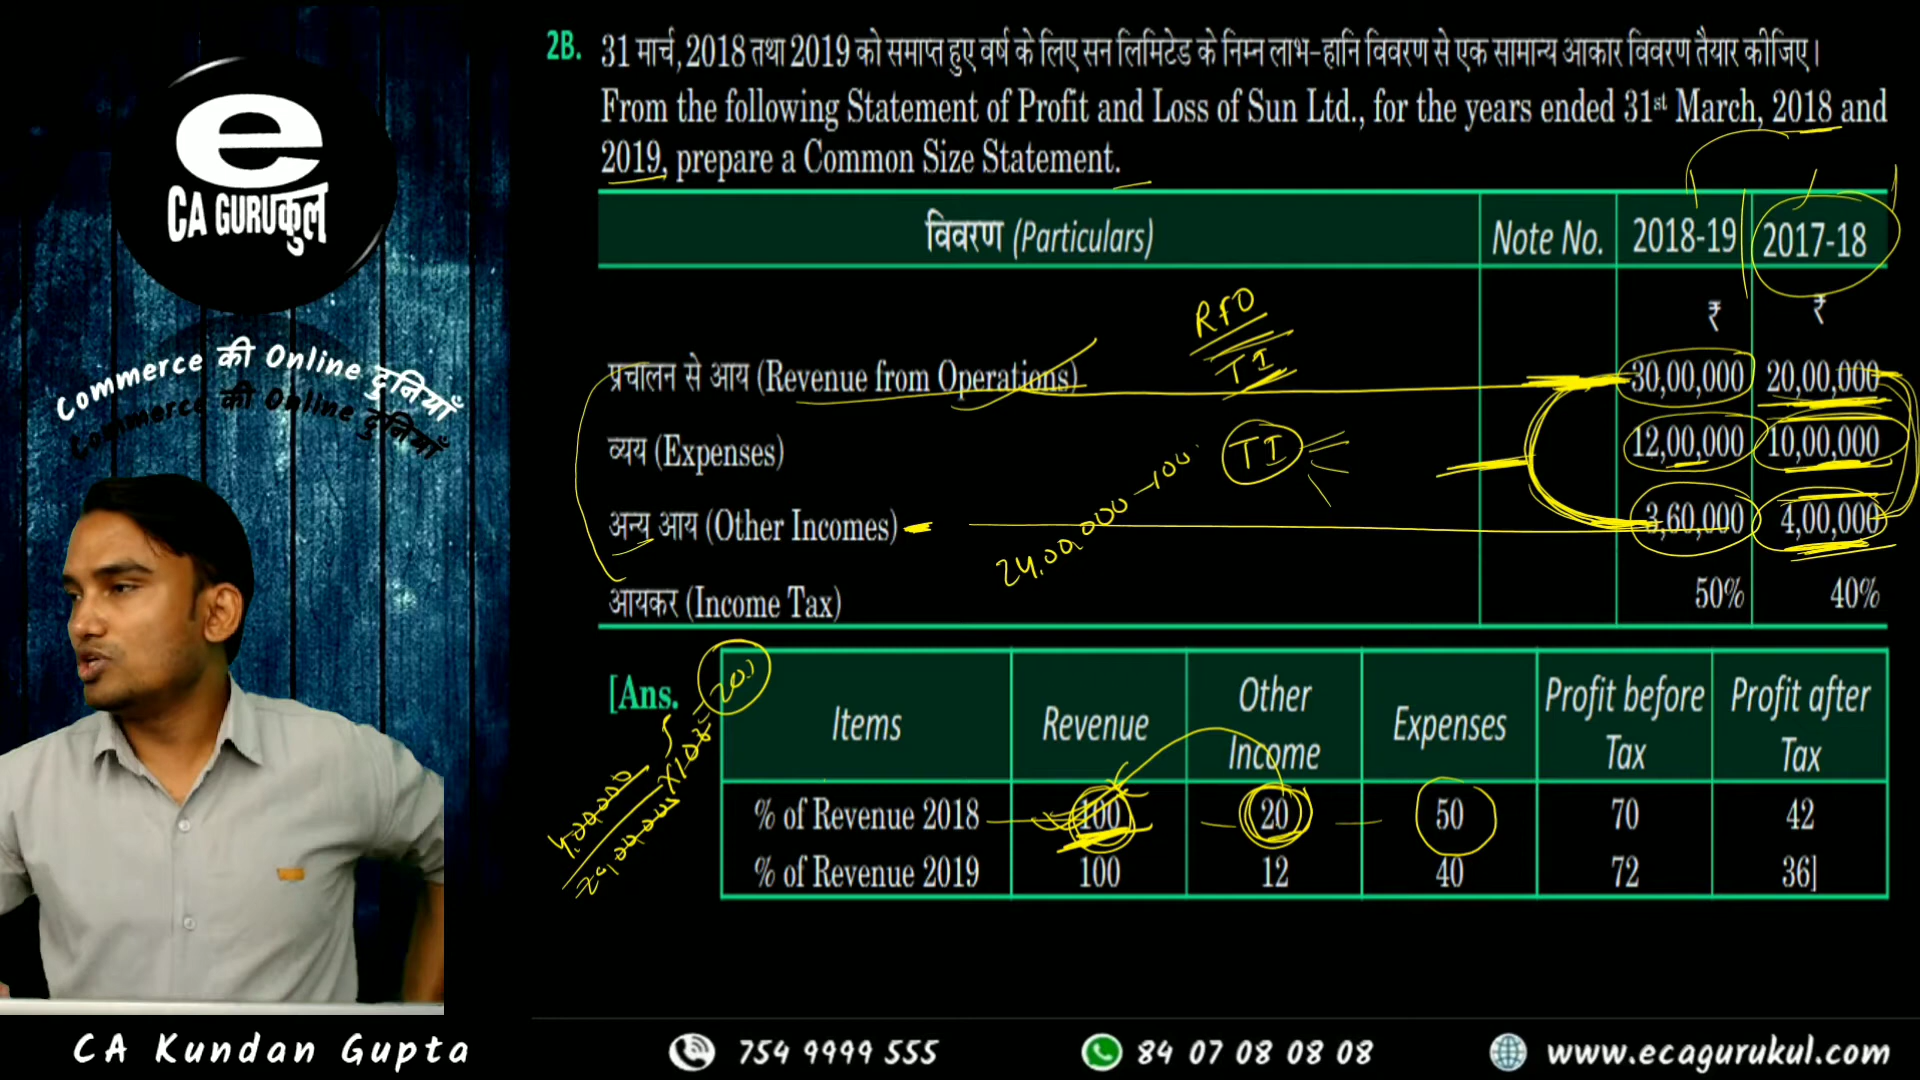 e
CA GURUकुल
Commerce की Online दुनियाँ
2B. 31 मार्च, 2018 तथा 2019 को समाप्त हुए वर्ष के लिए सन लिमिटेड के निम्न लाभ-हानि विवरण से एक सामान्य आकार विवरण तैयार कीजिए।
From the following Statement of Profit and Loss of Sun Ltd., for the years ended 31st March, 2018 and
2019, prepare a Common Size Statement.
विवरण (Particulars) Note No. 2018-19 2017-18
₹ ₹
RfO
TI
प्रचालन से आय (Revenue from Operations) 30,00,000 20,00,000
व्यय (Expenses) TI 12,00,000 10,00,000
24,00,000 -100
अन्य आय (Other Incomes) 3,60,000 4,00,000
आयकर (Income Tax) 50% 40%
[Ans. Items Revenue Other Income Expenses Profit before Tax Profit after Tax
% of Revenue 2018 100 20 50 70 42
% of Revenue 2019 100 12 40 72 36]
CA Kundan Gupta
754 9999 555
84 07 08 08 08
www.ecagurukul.com